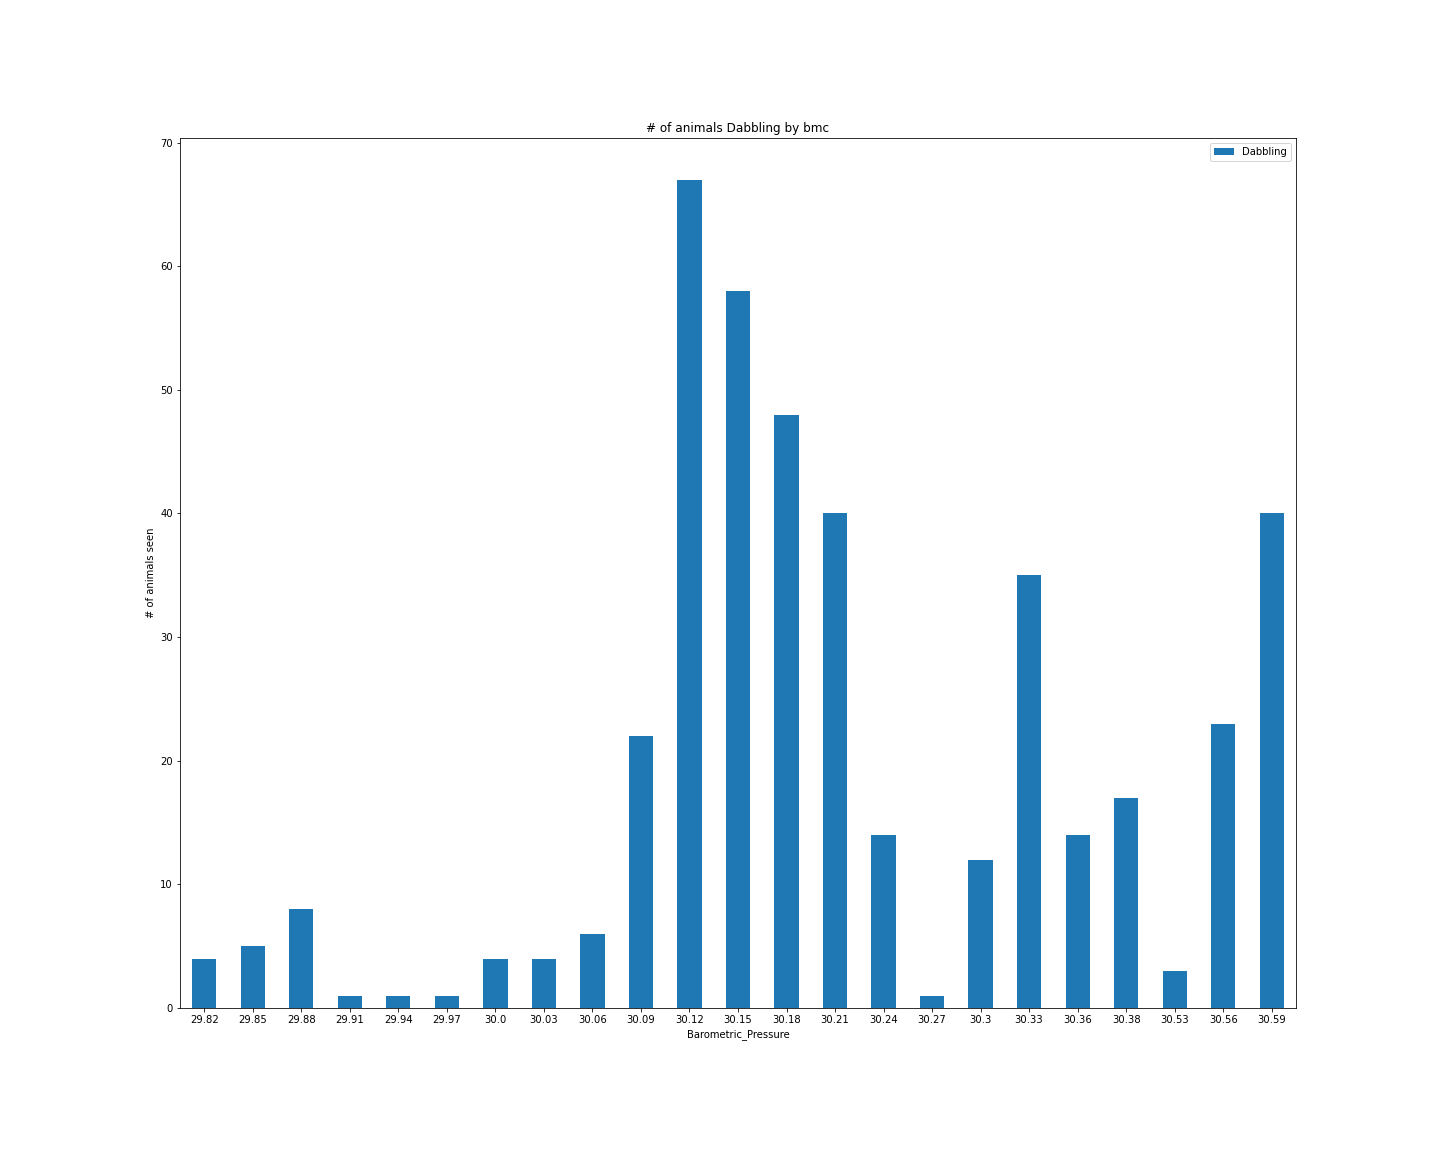 # of animals Dabbling by bmc
Dabbling
70
60
50
40
30
20
10
0
# of animals seen
29.82 29.85 29.88 29.91 29.94 29.97 30.0 30.03 30.06 30.09 30.12 30.15 30.18 30.21 30.24 30.27 30.3 30.33 30.36 30.38 30.53 30.56 30.59
Barometric_Pressure